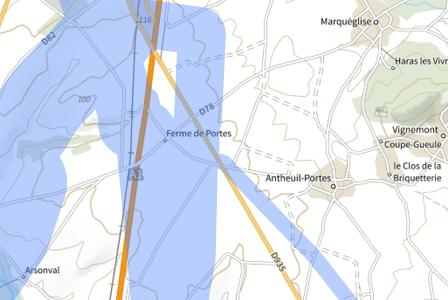 116
Marquéglise
D82
Haras les Vivr
100
D78
Ferme de Portes
Vignemont
Coupe-Gueule
le Clos de la
Briquetterie
A1
Antheuil-Portes
D935
Arsonval